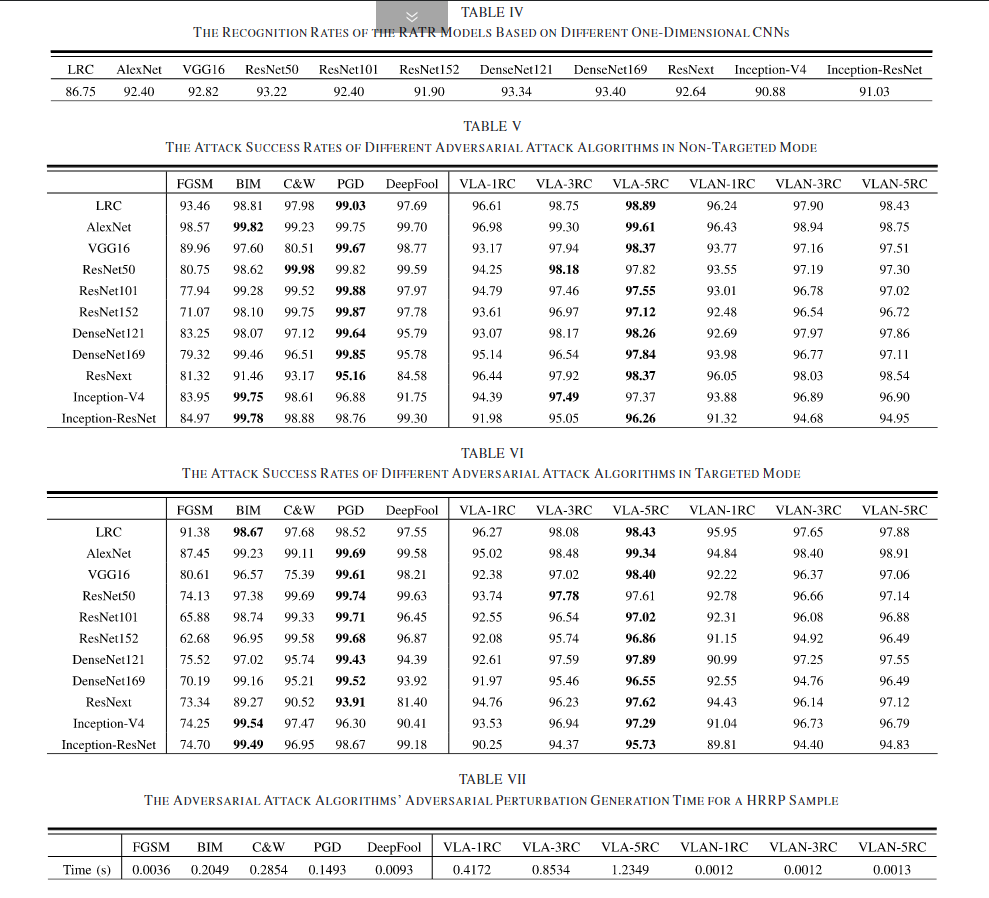 TABLE IV
THE RECOGNITION RATES OF THE RATR MODELS BASED ON DIFFERENT ONE-DIMENSIONAL CNNS
LRC AlexNet VGG16 ResNet50 ResNet101 ResNet152 DenseNet121 DenseNet169 ResNext Inception-V4 Inception-ResNet
86.75 92.40 92.82 93.22 92.40 91.90 93.34 93.40 92.64 90.88 91.03
TABLE V
THE ATTACK SUCCESS RATES OF DIFFERENT ADVERSARIAL ATTACK ALGORITHMS IN NON-TARGETED MODE
FGSM BIM C&W PGD DeepFool VLA-1RC VLA-3RC VLA-5RC VLAN-1RC VLAN-3RC VLAN-5RC
LRC 93.46 98.81 97.98 99.03 97.69 96.61 98.75 98.89 96.24 97.90 98.43
AlexNet 98.57 99.82 99.23 99.75 99.70 96.98 99.30 99.61 96.43 98.94 98.75
VGG16 89.96 97.60 80.51 99.67 98.77 93.17 97.94 98.37 93.77 97.16 97.51
ResNet50 80.75 98.62 99.98 99.82 99.59 94.25 98.18 97.82 93.55 97.19 97.30
ResNet101 77.94 99.28 99.52 99.88 97.97 94.79 97.46 97.55 93.01 96.78 97.02
ResNet152 71.07 98.10 99.75 99.87 97.78 93.61 96.97 97.12 92.48 96.54 96.72
DenseNet121 83.25 98.07 97.12 99.64 95.79 93.07 98.17 98.26 92.69 97.97 97.86
DenseNet169 79.32 99.46 96.51 99.85 95.78 95.14 96.54 97.84 93.98 96.77 97.11
ResNext 81.32 91.46 93.17 95.16 84.58 96.44 97.92 98.37 96.05 98.03 98.54
Inception-V4 83.95 99.75 98.61 96.88 91.75 94.39 97.49 97.37 93.88 96.89 96.90
Inception-ResNet 84.97 99.78 98.88 98.76 99.30 91.98 95.05 96.26 91.32 94.68 94.95
TABLE VI
THE ATTACK SUCCESS RATES OF DIFFERENT ADVERSARIAL ATTACK ALGORITHMS IN TARGETED MODE
FGSM BIM C&W PGD DeepFool VLA-1RC VLA-3RC VLA-5RC VLAN-1RC VLAN-3RC VLAN-5RC
LRC 91.38 98.67 97.68 98.52 97.55 96.27 98.08 98.43 95.95 97.65 97.88
AlexNet 87.45 99.23 99.11 99.69 99.58 95.02 98.48 99.34 94.84 98.40 98.91
VGG16 80.61 96.57 75.39 99.61 98.21 92.38 97.02 98.40 92.22 96.37 97.06
ResNet50 74.13 97.38 99.69 99.74 99.63 93.74 97.78 97.61 92.78 96.66 97.14
ResNet101 65.88 98.74 99.33 99.71 96.45 92.55 96.54 97.02 92.31 96.08 96.88
ResNet152 62.68 96.95 99.58 99.68 96.87 92.08 95.74 96.86 91.15 94.92 96.49
DenseNet121 75.52 97.02 95.74 99.43 94.39 92.61 97.59 97.89 90.99 97.25 97.55
DenseNet169 70.19 99.16 95.21 99.52 93.92 91.97 95.46 96.55 92.55 94.76 96.49
ResNext 73.34 89.27 90.52 93.91 81.40 94.76 96.23 97.62 94.43 96.14 97.12
Inception-V4 74.25 99.54 97.47 96.30 90.41 93.53 96.94 97.29 91.04 96.73 96.79
Inception-ResNet 74.70 99.49 96.95 98.67 99.18 90.25 94.37 95.73 89.81 94.40 94.83
TABLE VII
THE ADVERSARIAL ATTACK ALGORITHMS' ADVERSARIAL PERTURBATION GENERATION TIME FOR A HRRP SAMPLE
FGSM BIM C&W PGD DeepFool VLA-1RC VLA-3RC VLA-5RC VLAN-1RC VLAN-3RC VLAN-5RC
Time (s) 0.0036 0.2049 0.2854 0.1493 0.0093 0.4172 0.8534 1.2349 0.0012 0.0012 0.0013